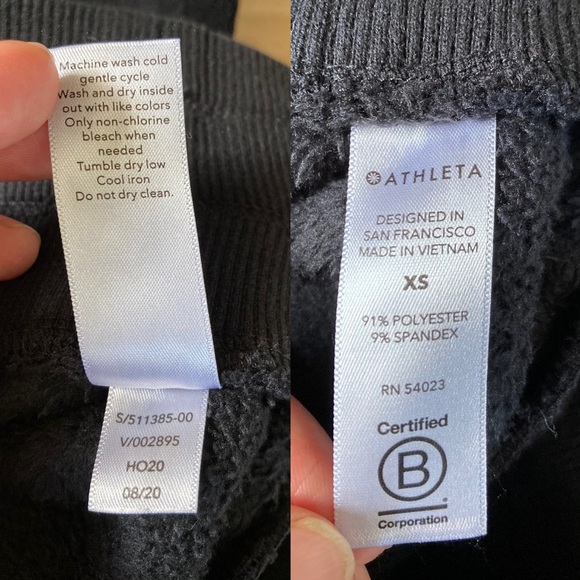 Machine wash cold
gentle cycle
Wash and dry inside
out with like colors
Only non-chlorine
bleach when
needed
Tumble dry low
Cool iron
Do not dry clean.
S/511385-00
V/002895
HO20
08/20
ATHLETA
DESIGNED IN
SAN FRANCISCO
MADE IN VIETNAM
XS
91% POLYESTER
9% SPANDEX
RN 54023
Certified
B
Corporation